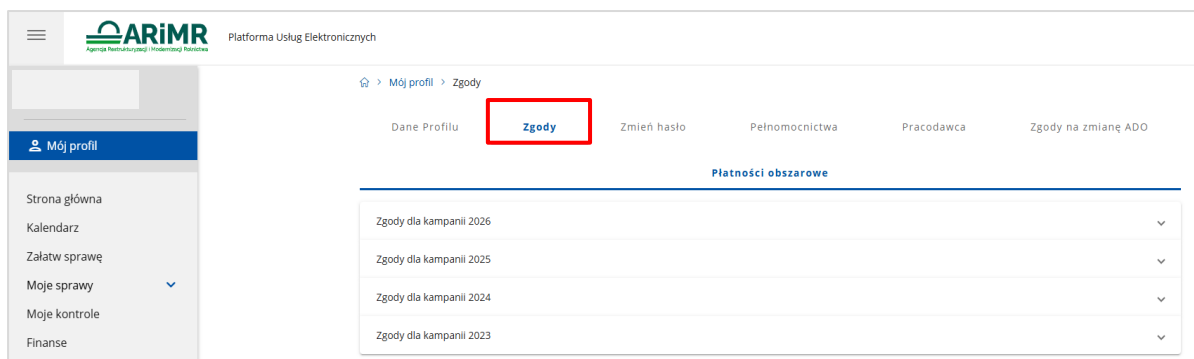 ARiMR
Agencja Restrukturyzacji i Modernizacji Rolnictwa
Platforma Usług Elektronicznych
Mój profil > Zgody
Dane Profilu Zgody Zmień hasło Pełnomocnictwa Pracodawca Zgody na zmianę ADO
Mój profil
Płatności obszarowe
Strona główna
Kalendarz
Załatw sprawę
Moje sprawy
Moje kontrole
Finanse
Zgody dla kampanii 2026
Zgody dla kampanii 2025
Zgody dla kampanii 2024
Zgody dla kampanii 2023